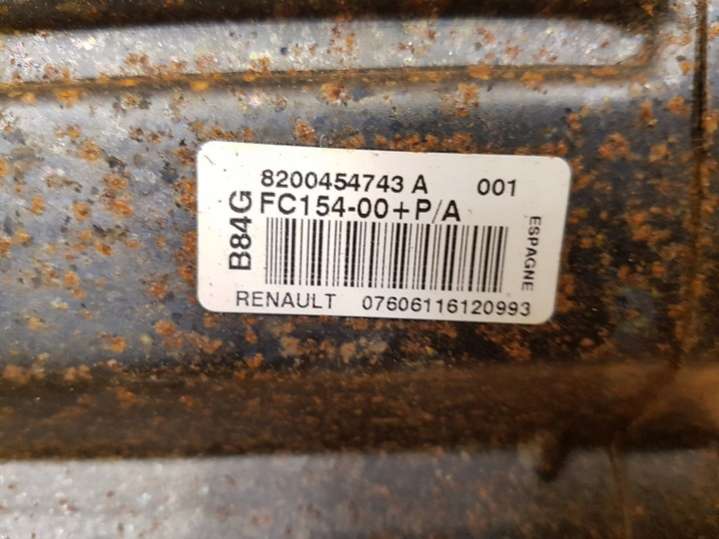 8200454743 A 001
FC154-00+P/A
B84G
ESPAGNE
RENAULT 07606116120993